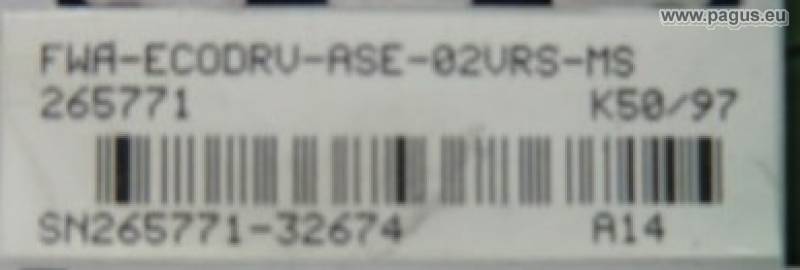 www.pagus.eu
FWA-ECODRV-ASE-02VRS-MS
265771 K50/97
SN265771-32674 A14